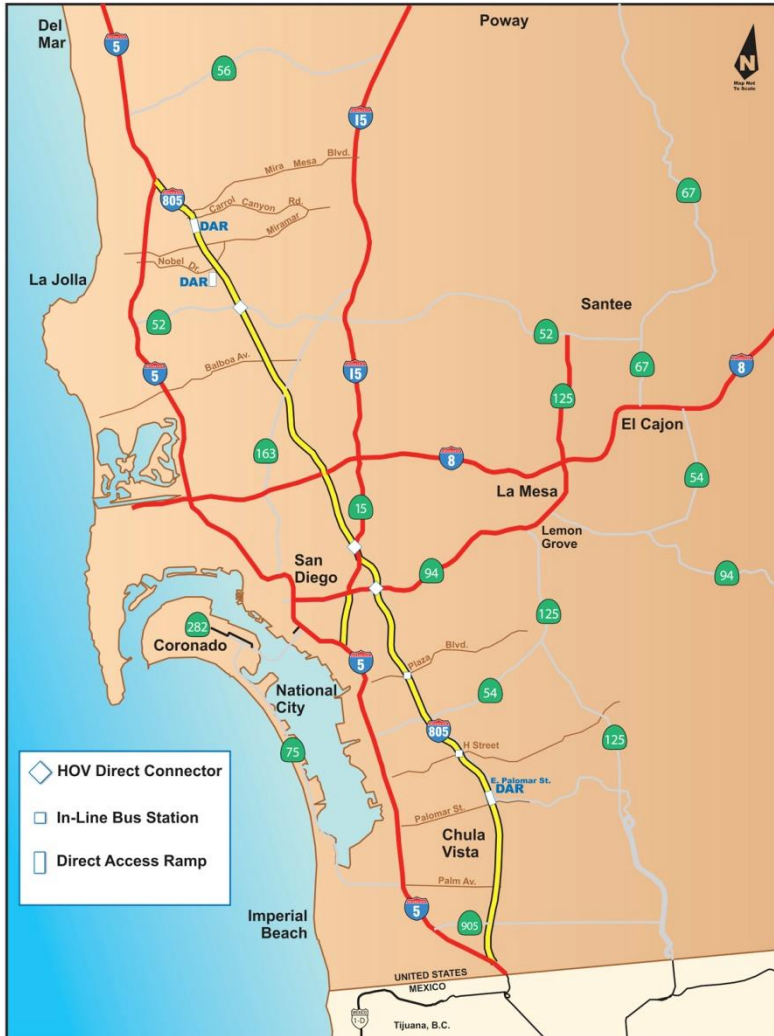 Del
Mar
Poway
5
56
15
N
Map Not
To Scale
Mira Mesa Blvd.
805
Carrol Canyon Rd.
DAR
Miramar
67
Nobel Dr.
DAR
La Jolla
Santee
52
52
Balboa Av.
5
15
67
8
125
El Cajon
163
8
54
La Mesa
15
Lemon
Grove
San
Diego
94
94
125
282
Coronado
5
Plaza Blvd.
National
City
54
805
75
H Street
125
E. Palomar St.
DAR
HOV Direct Connector
In-Line Bus Station
Direct Access Ramp
Palomar St.
Chula
Vista
Palm Av.
5
905
Imperial
Beach
UNITED STATES
MEXICO
MEXICO
1-D
Tijuana, B.C.